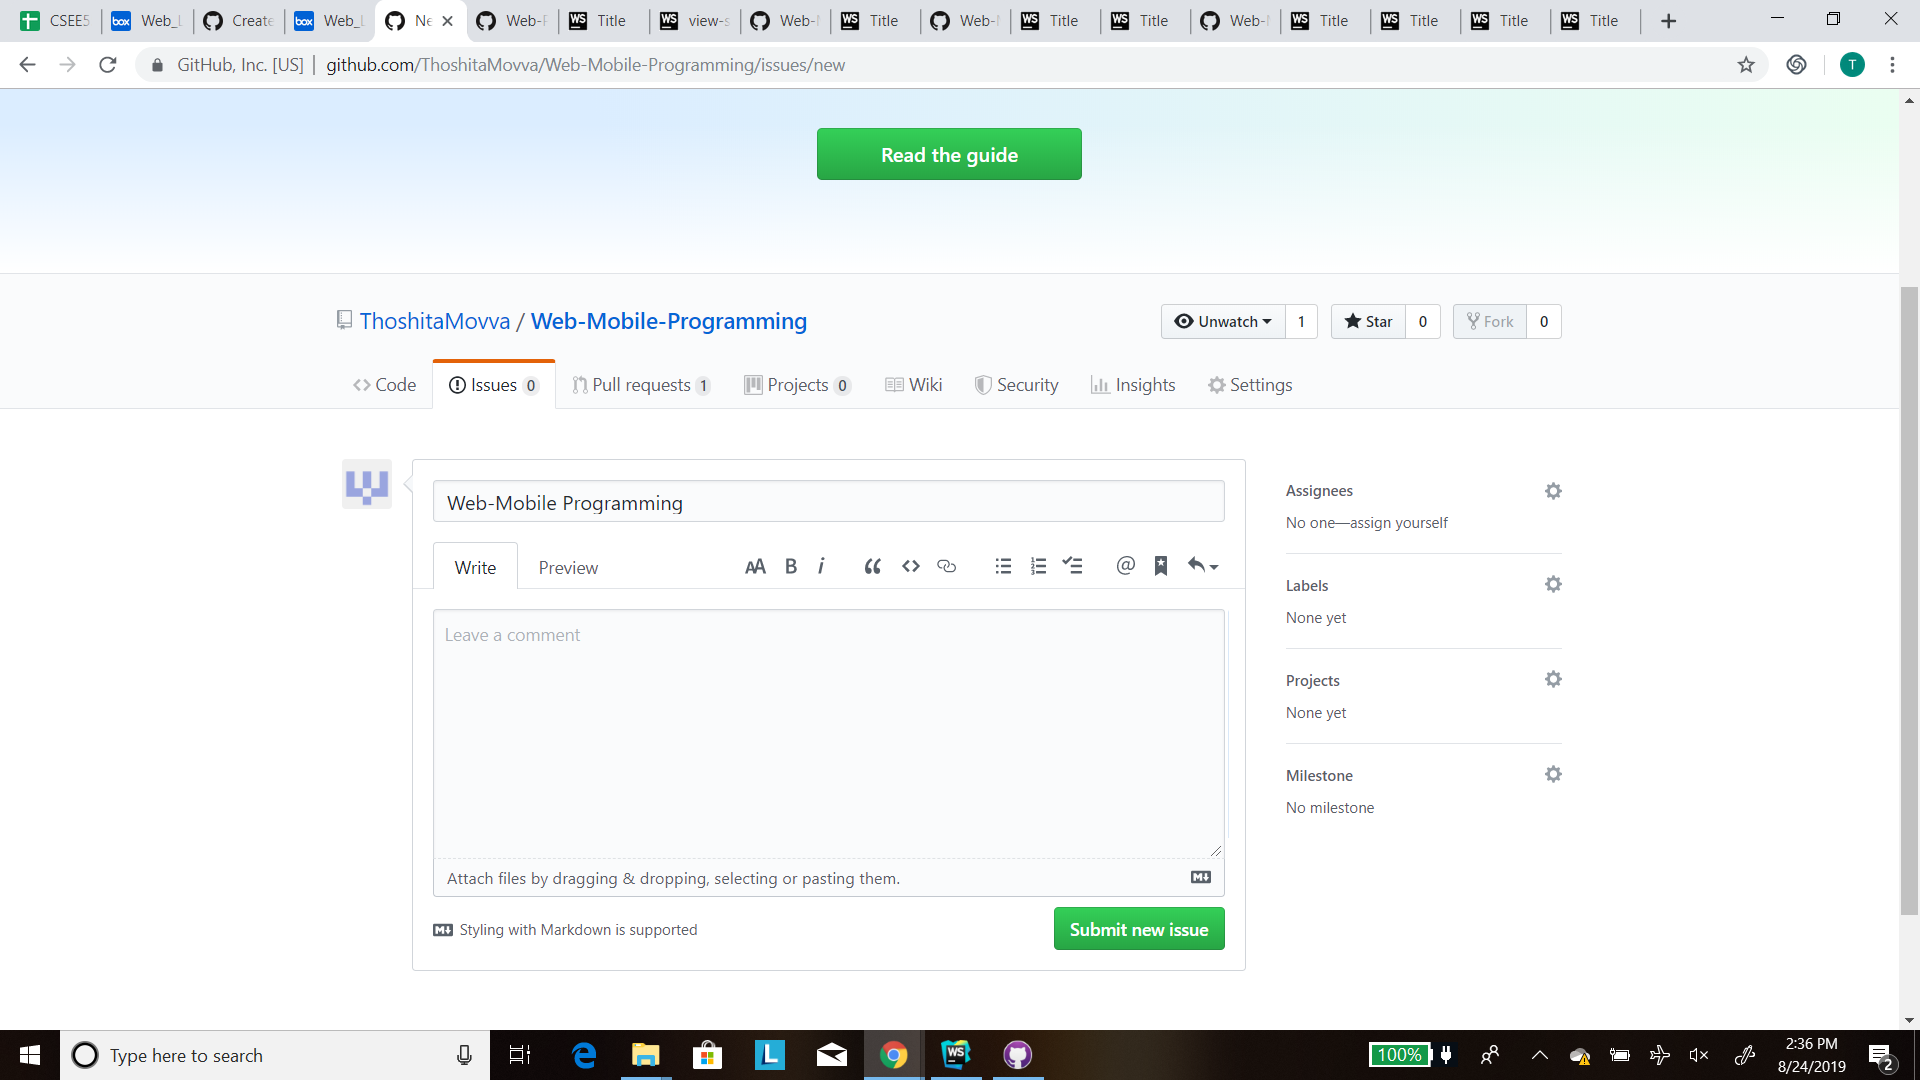 CSEE5 Web_L Create Web_L Ne Web-P Title view-s Web-M Title Web-M Title Title Web-M Title Title Title Title
GitHub, Inc. [US] | github.com/ThoshitaMovva/Web-Mobile-Programming/issues/new T
Read the guide
ThoshitaMovva / Web-Mobile-Programming Unwatch 1 Star 0 Fork 0
Code Issues 0 Pull requests 1 Projects 0 Wiki Security Insights Settings
Web-Mobile Programming
Write Preview
Leave a comment
Attach files by dragging & dropping, selecting or pasting them.
Styling with Markdown is supported
Submit new issue
Assignees
No one—assign yourself
Labels
None yet
Projects
None yet
Milestone
No milestone
Type here to search
100%
2:36 PM
8/24/2019
2